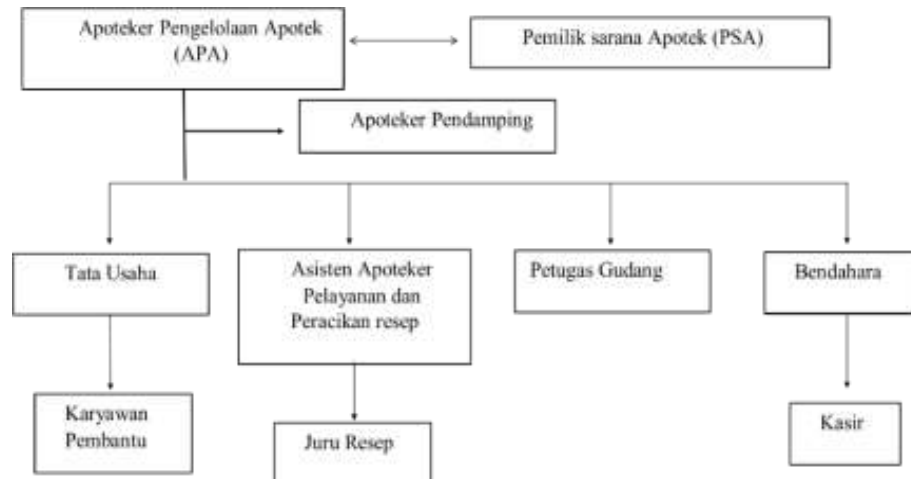 Apoteker Pengelolaan Apotek
(APA)
Pemilik sarana Apotek (PSA)
Apoteker Pendamping
Tata Usaha
Asisten Apoteker
Pelayanan dan
Peracikan resep
Petugas Gudang
Bendahara
Karyawan
Pembantu
Juru Resep
Kasir